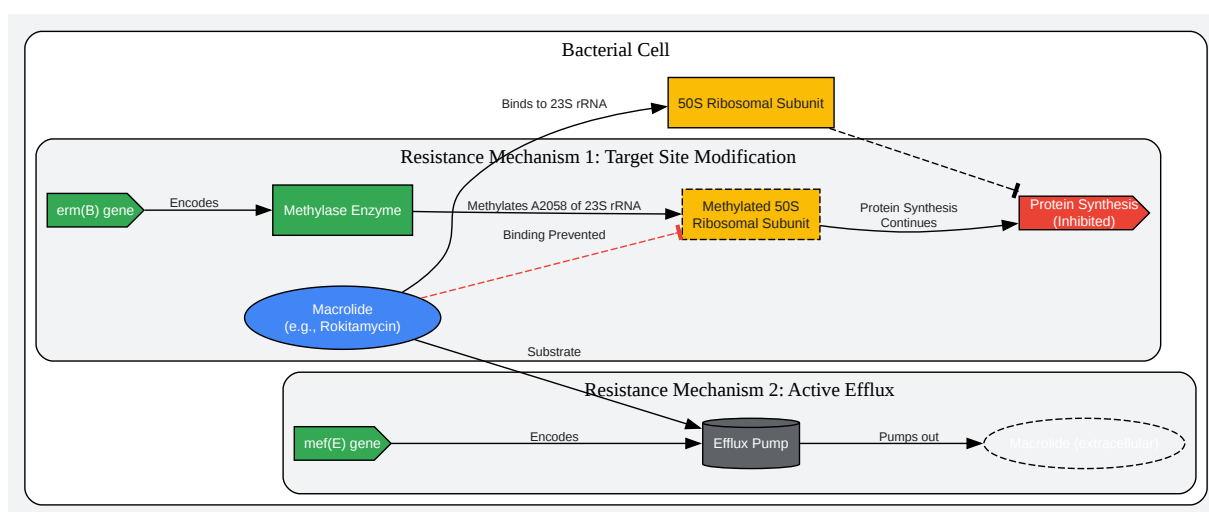 Bacterial Cell
Binds to 23S rRNA
50S Ribosomal Subunit
Resistance Mechanism 1: Target Site Modification
erm(B) gene
Encodes
Methylase Enzyme
Methylates A2058 of 23S rRNA
Methylated 50S
Ribosomal Subunit
Protein Synthesis
Continues
Protein Synthesis
(Inhibited)
Binding Prevented
Macrolide
(e.g., Rokitamycin)
Substrate
Resistance Mechanism 2: Active Efflux
mef(E) gene
Encodes
Efflux Pump
Pumps out
Macrolide (extracellular)